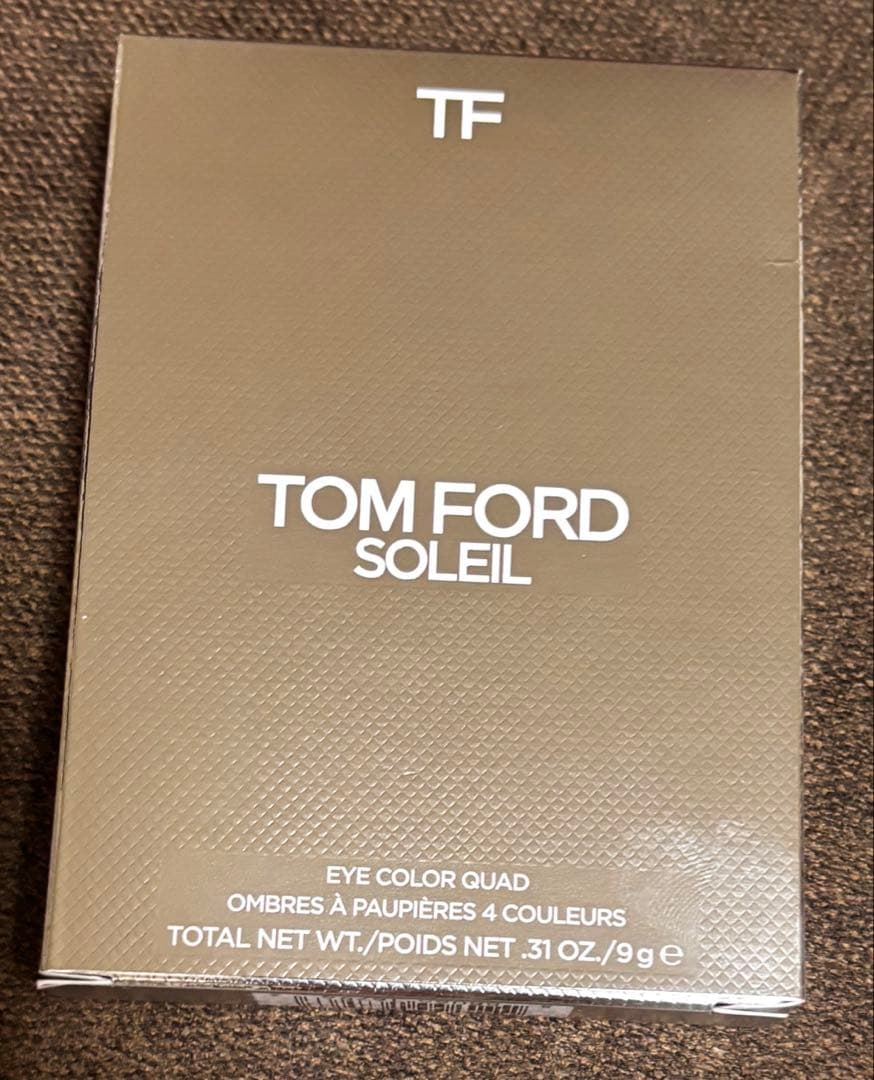 TF
TOM FORD
SOLEIL
EYE COLOR QUAD
OMBRES À PAUPIÈRES 4 COULEURS
TOTAL NET WT./POIDS NET .31 OZ./9 g ℮